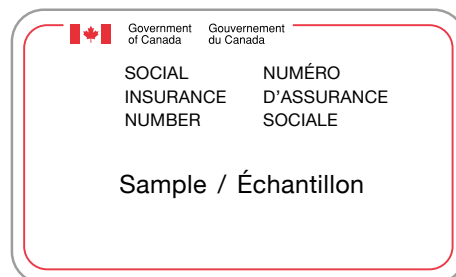 Government Gouvernement
of Canada du Canada
SOCIAL NUMÉRO
INSURANCE D'ASSURANCE
NUMBER SOCIALE
Sample / Échantillon